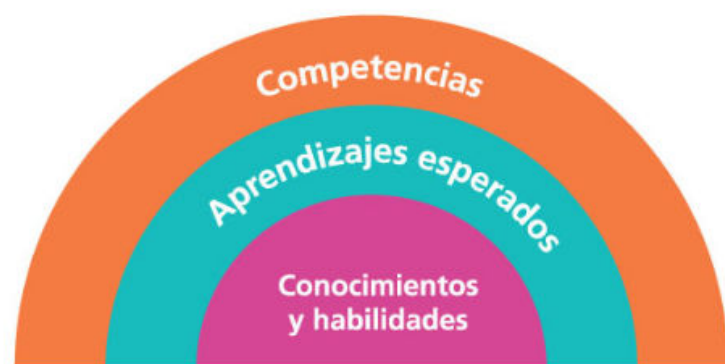 Competencias
Aprendizajes esperados
Conocimientos
y habilidades